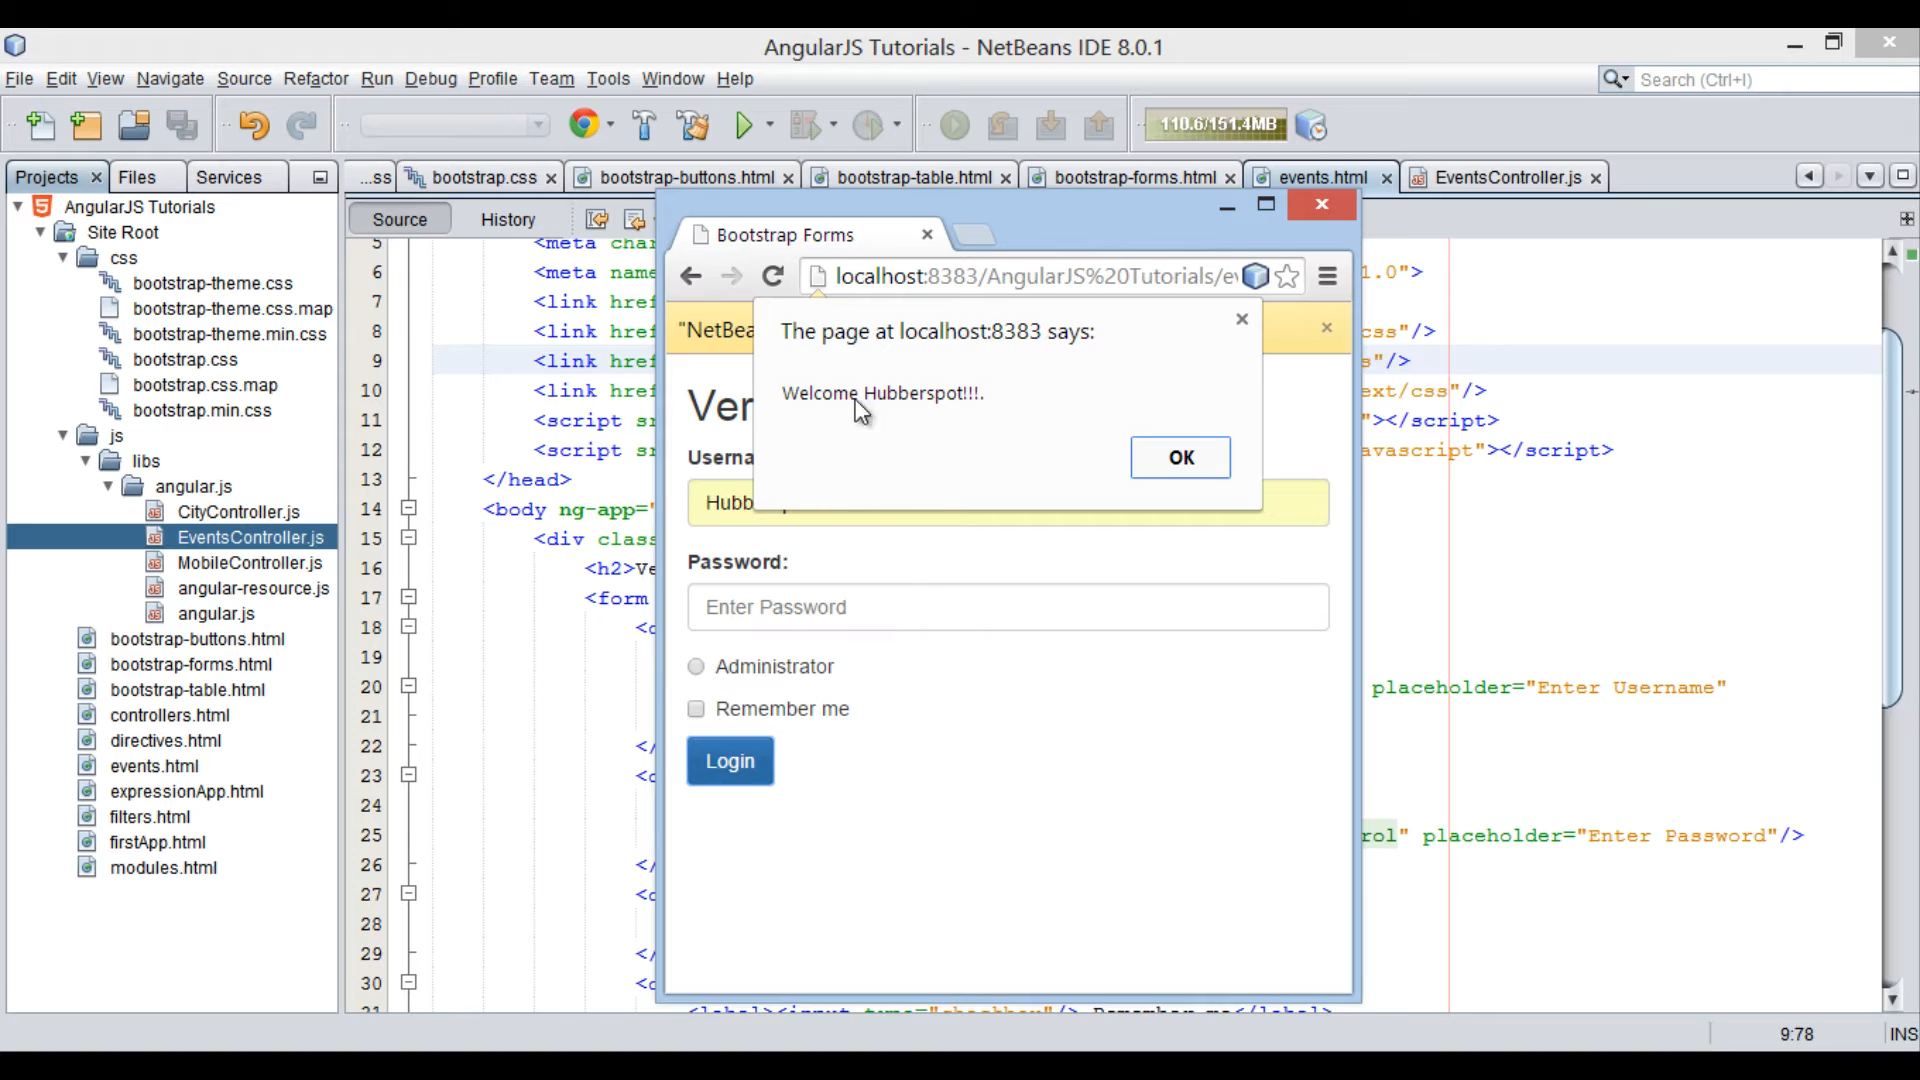 AngularJS Tutorials - NetBeans IDE 8.0.1
File Edit View Navigate Source Refactor Run Debug Profile Team Tools Window Help
Search (Ctrl+I)
110.6/151.4MB
Projects Files Services
...ss bootstrap.css bootstrap-buttons.html bootstrap-table.html bootstrap-forms.html events.html EventsController.js
Source History
AngularJS Tutorials
Site Root
css
bootstrap-theme.css
bootstrap-theme.css.map
bootstrap-theme.min.css
bootstrap.css
bootstrap.css.map
bootstrap.min.css
js
libs
angular.js
CityController.js
EventsController.js
MobileController.js
angular-resource.js
angular.js
bootstrap-buttons.html
bootstrap-forms.html
bootstrap-table.html
controllers.html
directives.html
events.html
expressionApp.html
filters.html
firstApp.html
modules.html
5 <meta char
6 <meta name 1.0">
7 <link href
8 <link href css"/>
9 <link href s"/>
10 <link href ext/css"/>
11 <script sr "></script>
12 <script sr avascript"></script>
13 </head>
14 <body ng-app="
15 <div class
16 <h2>Ve
17 <form
18
19
20 placeholder="Enter Username"
21
22 </
23
24
25 rol" placeholder="Enter Password"/>
26 </
27
28
29 </
30
31 <label><input type="checkbox"/> Remember me</label>
Bootstrap Forms
localhost:8383/AngularJS%20Tutorials/ev
"NetBea
The page at localhost:8383 says:
Welcome Hubberspot!!!.
OK
Ver
Userna
Hubb
Password:
Enter Password
Administrator
Remember me
Login
9:78 INS